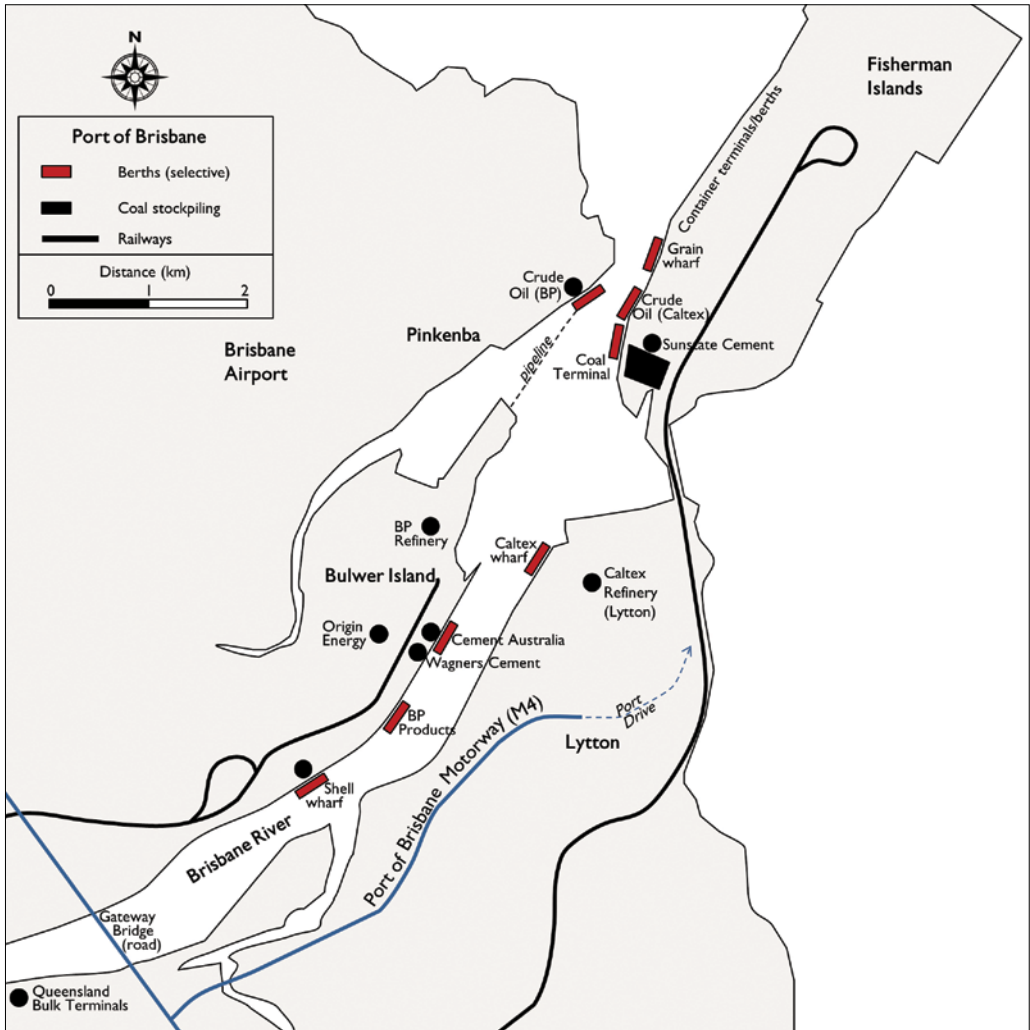 N
Port of Brisbane
Berths (selective)
Coal stockpiling
Railways
Distance (km)
0 1 2
Fisherman
Islands
Container terminals/berths
Grain
wharf
Crude
Oil (BP)
Crude
Oil (Caltex)
Pinkenba
pipeline
Sunstate Cement
Coal
Terminal
Brisbane
Airport
BP
Refinery
Caltex
wharf
Bulwer Island
Caltex
Refinery
(Lytton)
Origin
Energy
Cement Australia
Wagners Cement
BP
Products
Port
Drive
Lytton
Port of Brisbane Motorway (M4)
Shell
wharf
Brisbane River
Gateway
Bridge
(road)
Queensland
Bulk Terminals